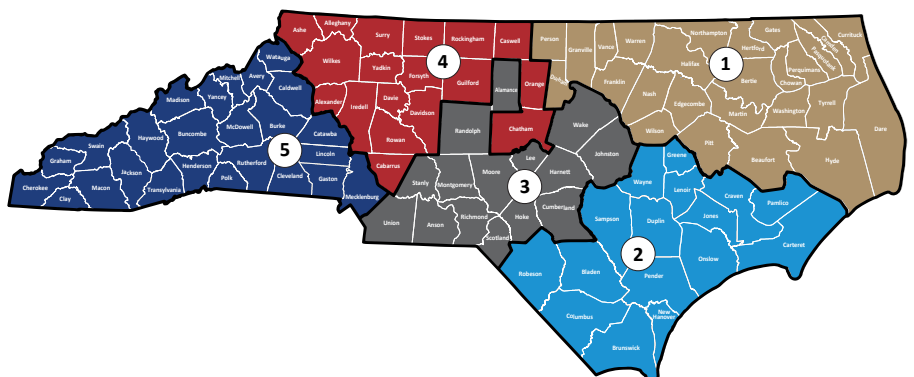 Ashe
Alleghany
Surry
Stokes
Rockingham
Caswell
Wilkes
Yadkin
Forsyth
Guilford
4
Alamance
Orange
Alexander
Iredell
Davie
Davidson
Rowan
Randolph
Chatham
Cabarrus
Person
Granville
Vance
Warren
Northampton
Gates
Currituck
Camden
Pasquotank
Hertford
Halifax
1
Perquimans
Chowan
Bertie
Durham
Franklin
Nash
Edgecombe
Martin
Washington
Tyrrell
Dare
Wilson
Pitt
Beaufort
Hyde
Watauga
Mitchell
Avery
Caldwell
Madison
Yancey
McDowell
Burke
Catawba
Swain
Haywood
Buncombe
5
Lincoln
Graham
Jackson
Henderson
Rutherford
Cleveland
Gaston
Cherokee
Macon
Clay
Transylvania
Polk
Mecklenburg
Wake
Johnston
Lee
Harnett
Moore
Stanly
Montgomery
3
Cumberland
Union
Anson
Richmond
Hoke
Scotland
Greene
Wayne
Lenoir
Craven
Pamlico
Sampson
Duplin
Jones
Carteret
2
Onslow
Robeson
Bladen
Pender
Columbus
New
Hanover
Brunswick